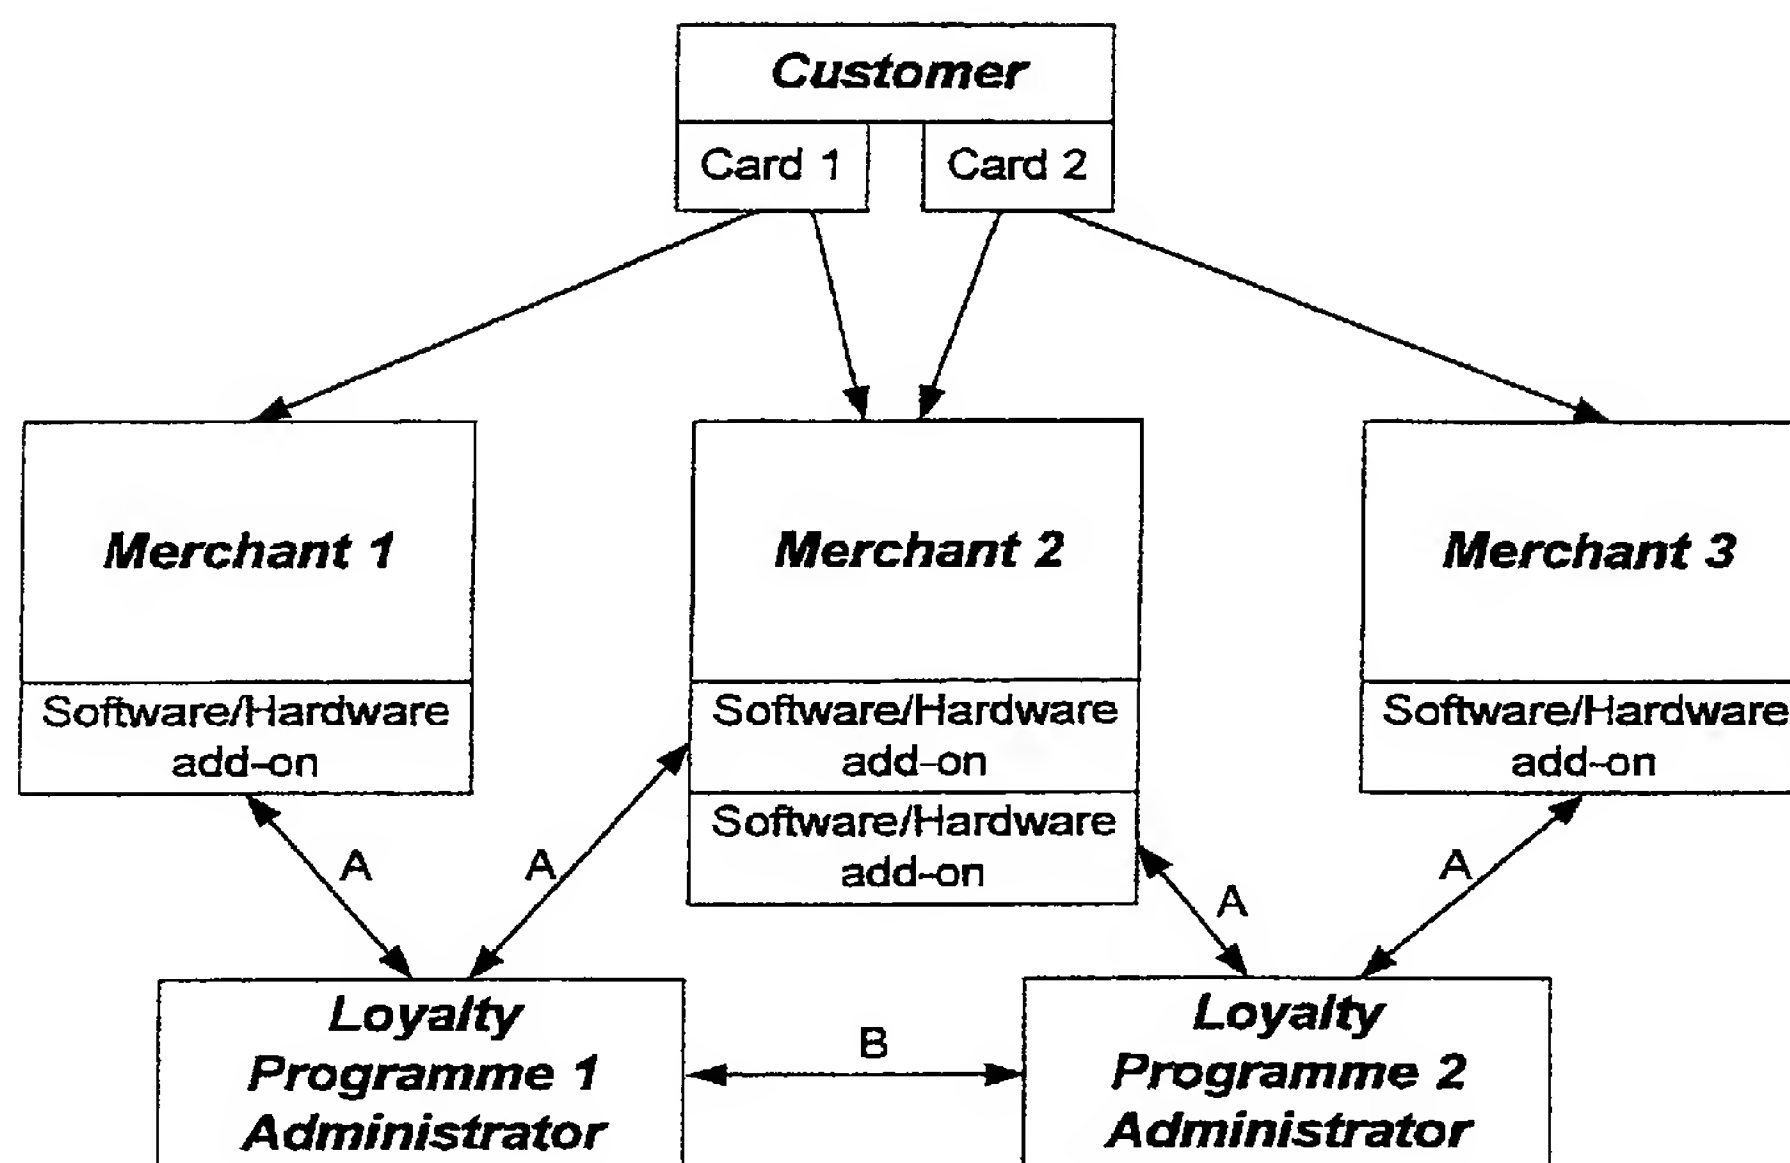 Customer
Card 1
Card 2
Merchant 1
Merchant 2
Merchant 3
Software/Hardware
add-on
Software/Hardware
add-on
Software/Hardware
add-on
Software/Hardware
add-on
A
A
A
A
Loyalty
Programme 1
Administrator
B
Loyalty
Programme 2
Administrator